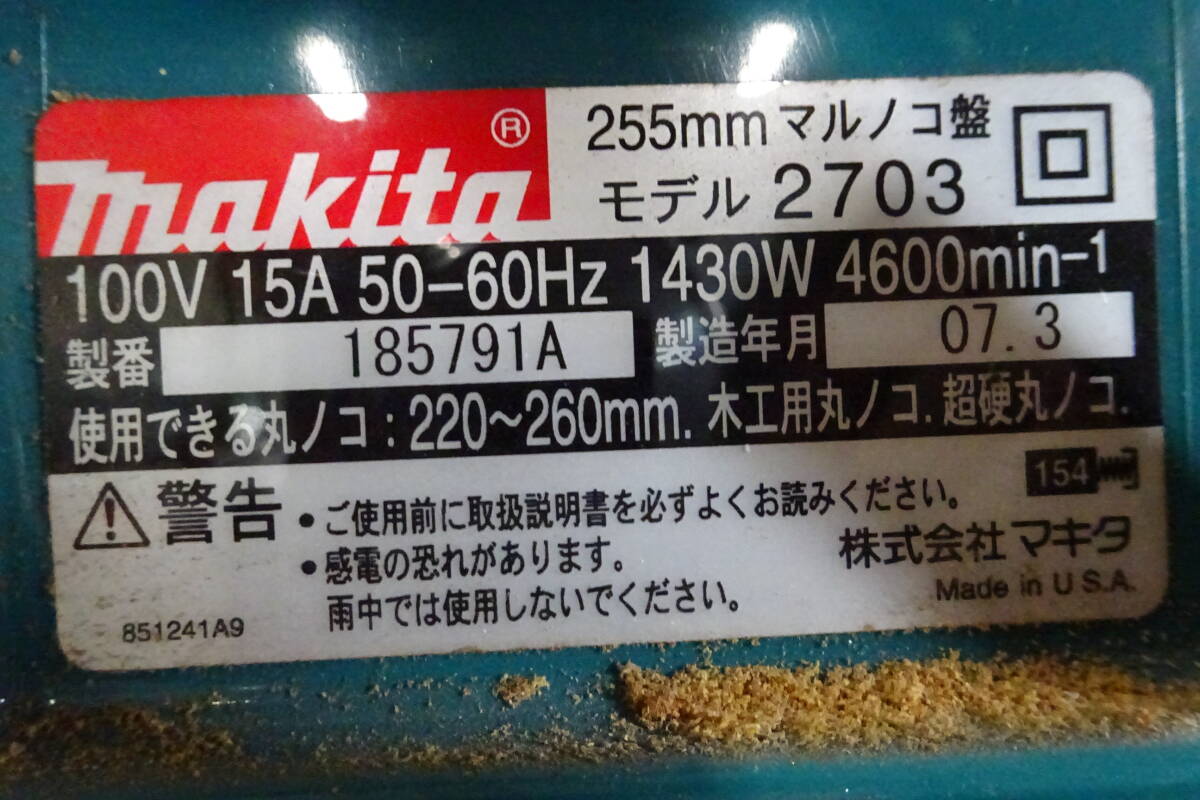 makita®
255mm マルノコ盤
モデル 2703
100V 15A 50-60Hz 1430W 4600min-1
製番 185791A 製造年月 07.3
使用できる丸ノコ:220~260mm. 木工用丸ノコ. 超硬丸ノコ.
154
警告
•ご使用前に取扱説明書を必ずよくお読みください。
•感電の恐れがあります。
雨中では使用しないでください。
株式会社 マキタ
Made in U S.A.
851241A9